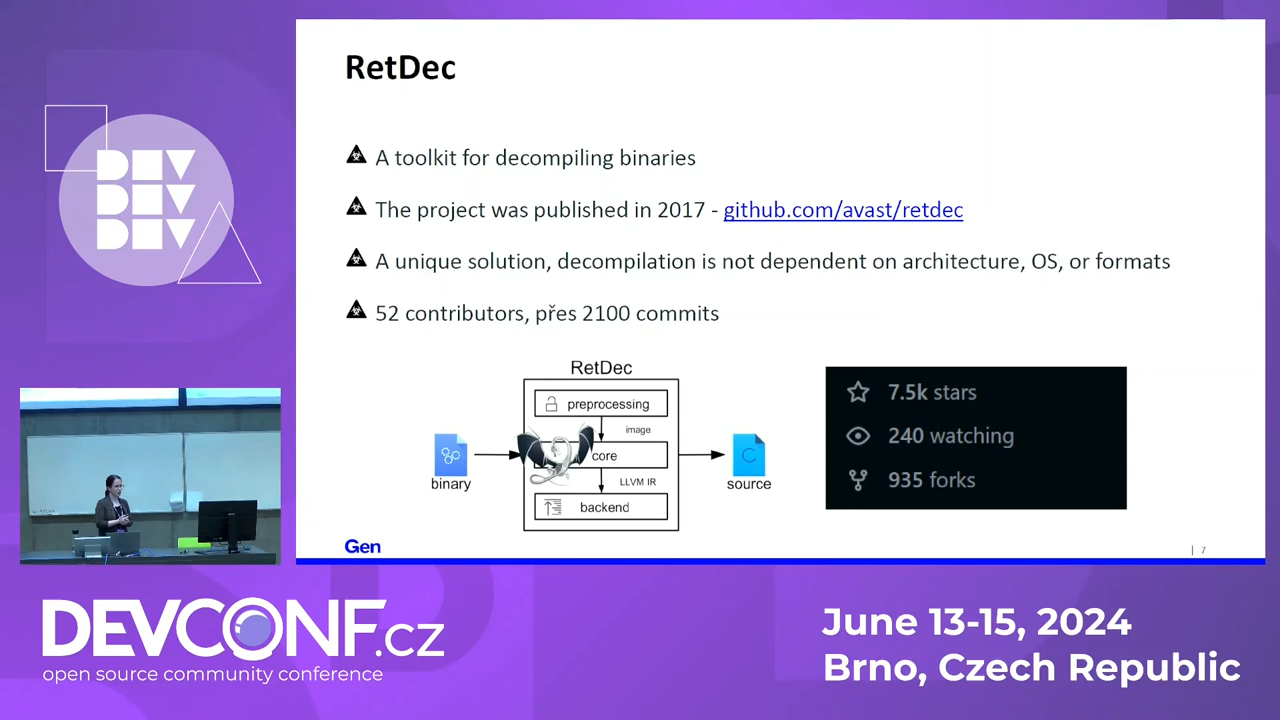 RetDec
A toolkit for decompiling binaries
The project was published in 2017 - github.com/avast/retdec
A unique solution, decompilation is not dependent on architecture, OS, or formats
52 contributors, přes 2100 commits
RetDec
preprocessing
image
core
LLVM IR
backend
binary
source
C
7.5k stars
240 watching
935 forks
Gen
| 7
DEV
DEV
DEV
DEVCONF.cz
open source community conference
June 13-15, 2024
Brno, Czech Republic